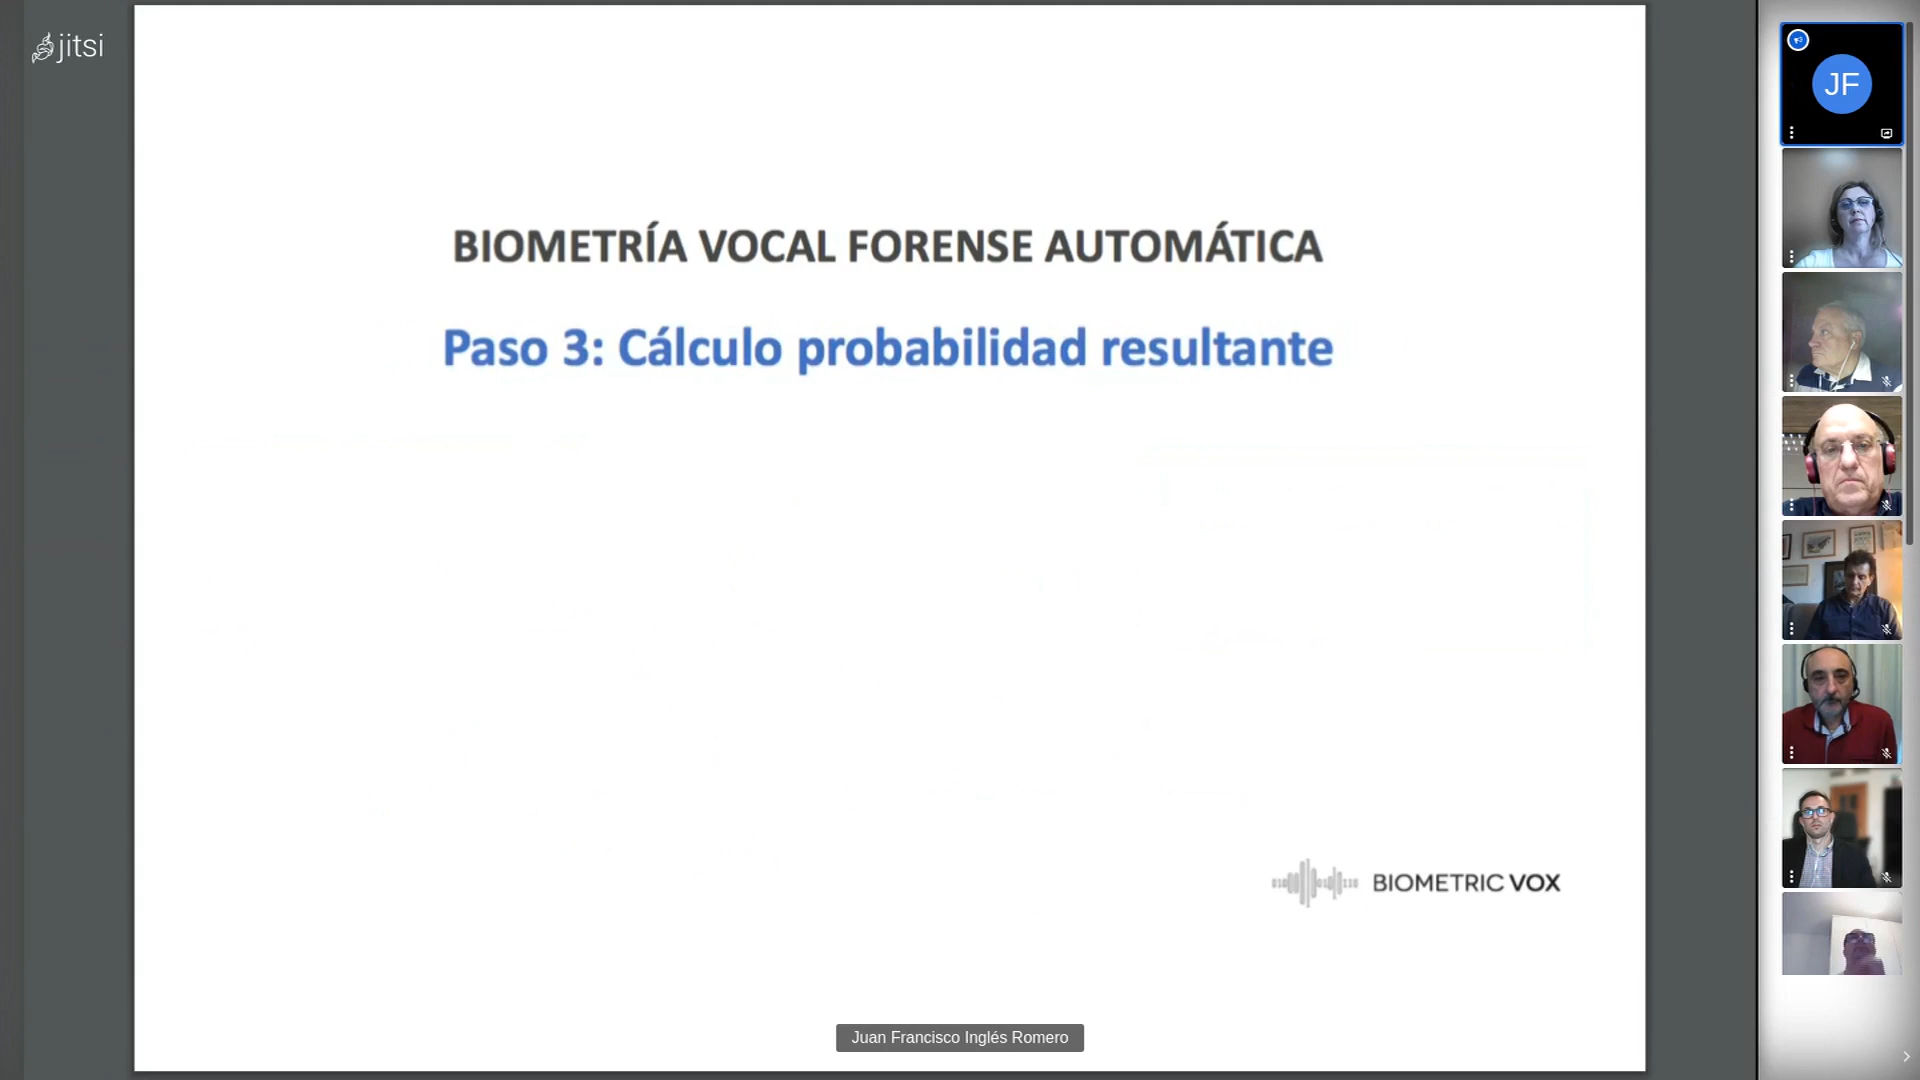 jitsi
JF
BIOMETRÍA VOCAL FORENSE AUTOMÁTICA
Paso 3: Cálculo probabilidad resultante
BIOMETRIC VOX
Juan Francisco Inglés Romero